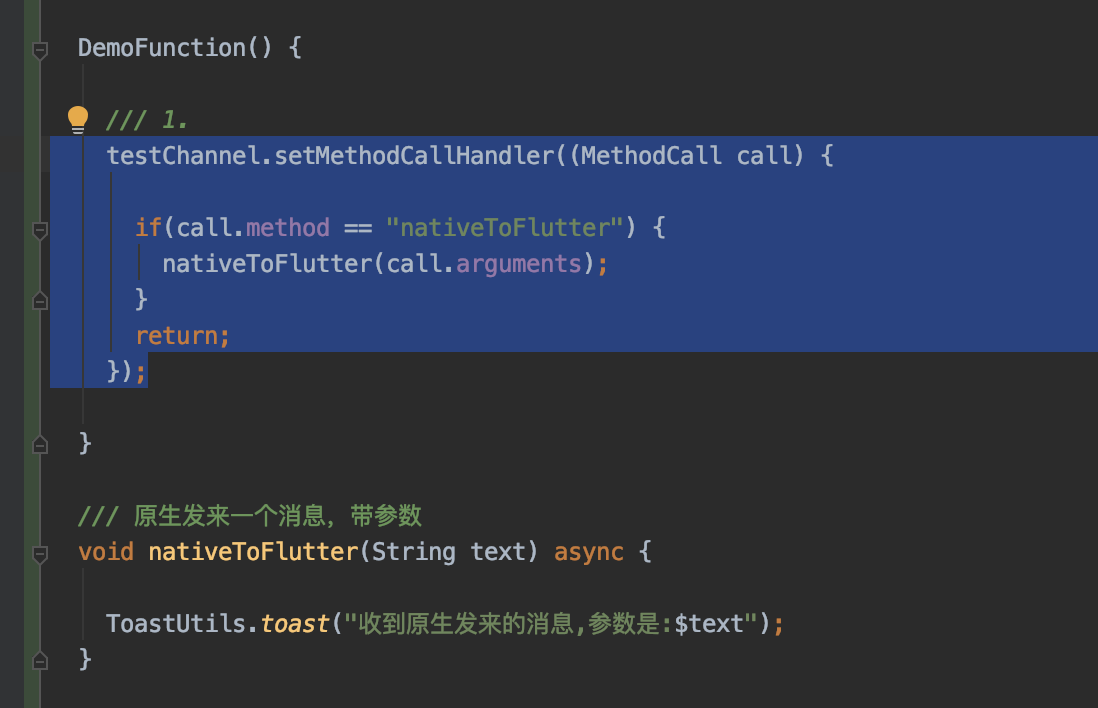 DemoFunction() {
/// 1.
testChannel.setMethodCallHandler((MethodCall call) {
if(call.method == "nativeToFlutter") {
nativeToFlutter(call.arguments);
}
return;
});
}
/// 原生发来一个消息，带参数
void nativeToFlutter(String text) async {
ToastUtils.toast("收到原生发来的消息,参数是:$text");
}